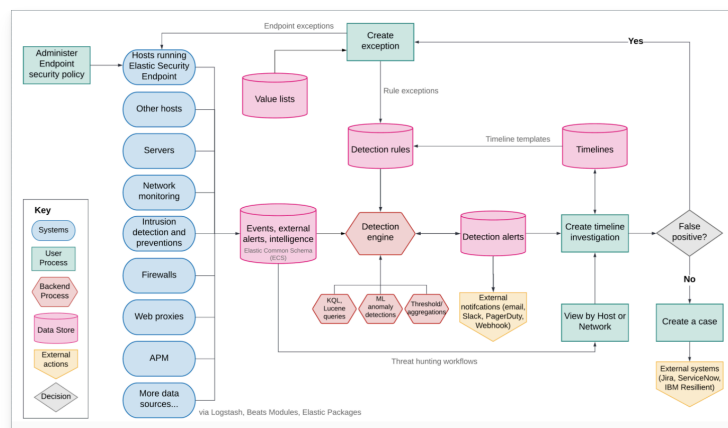 Endpoint exceptions
Create
exception
Yes
Administer
Endpoint
security policy
Hosts running
Elastic Security
Endpoint
Value lists
Rule exceptions
Other hosts
Servers
Detection rules
Timeline templates
Timelines
Network
monitoring
Key
Systems
User
Process
Backend
Process
Data Store
External
actions
Decision
Intrusion
detection and
preventions
Events, external
alerts, intelligence
Elastic Common Schema
(ECS)
Detection
engine
Detection alerts
Create timeline
investigation
False
positive?
No
Firewalls
KQL,
Lucene
queries
ML
anomaly
detections
Threshold/
aggregations
External
notifcations (email,
Slack, PagerDuty,
Webhook)
View by Host or
Network
Create a case
Web proxies
APM
Threat hunting workflows
External systems
(Jira, ServiceNow,
IBM Resillient)
More data
sources...
via Logstash, Beats Modules, Elastic Packages